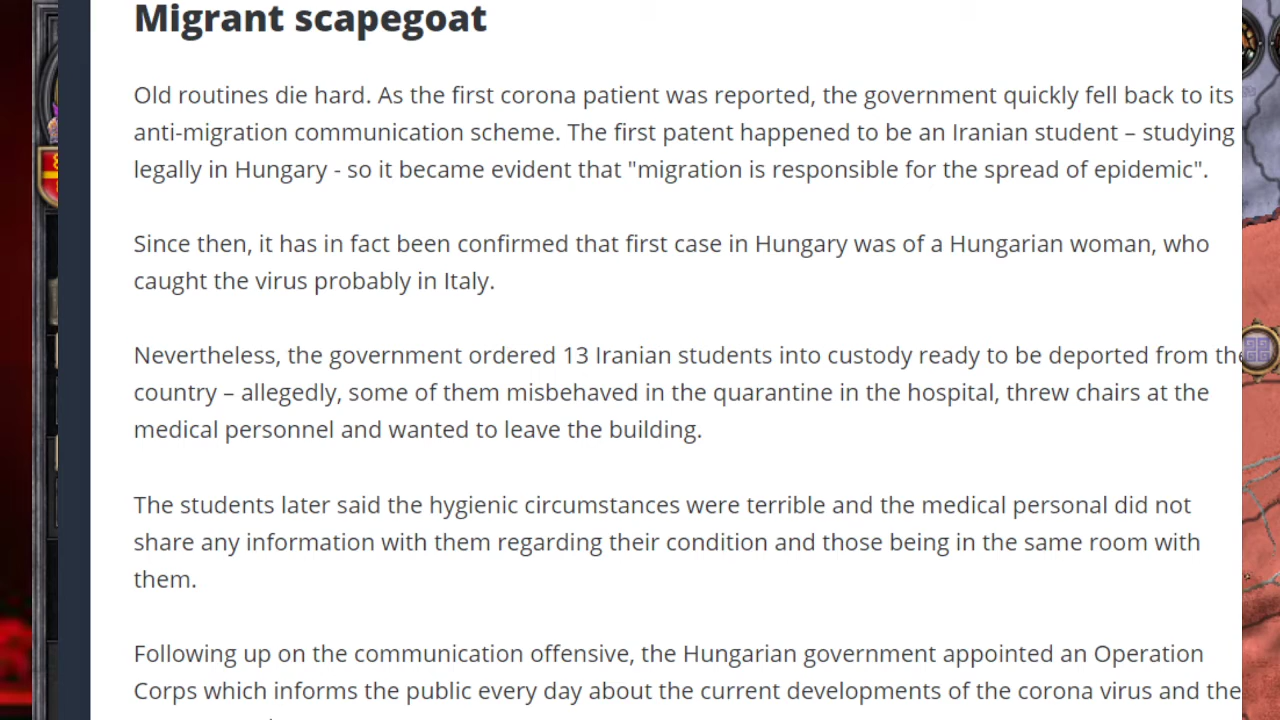 Migrant scapegoat
Old routines die hard. As the first corona patient was reported, the government quickly fell back to its
anti-migration communication scheme. The first patent happened to be an Iranian student – studying
legally in Hungary - so it became evident that "migration is responsible for the spread of epidemic".
Since then, it has in fact been confirmed that first case in Hungary was of a Hungarian woman, who
caught the virus probably in Italy.
Nevertheless, the government ordered 13 Iranian students into custody ready to be deported from the
country – allegedly, some of them misbehaved in the quarantine in the hospital, threw chairs at the
medical personnel and wanted to leave the building.
The students later said the hygienic circumstances were terrible and the medical personal did not
share any information with them regarding their condition and those being in the same room with
them.
Following up on the communication offensive, the Hungarian government appointed an Operation
Corps which informs the public every day about the current developments of the corona virus and the